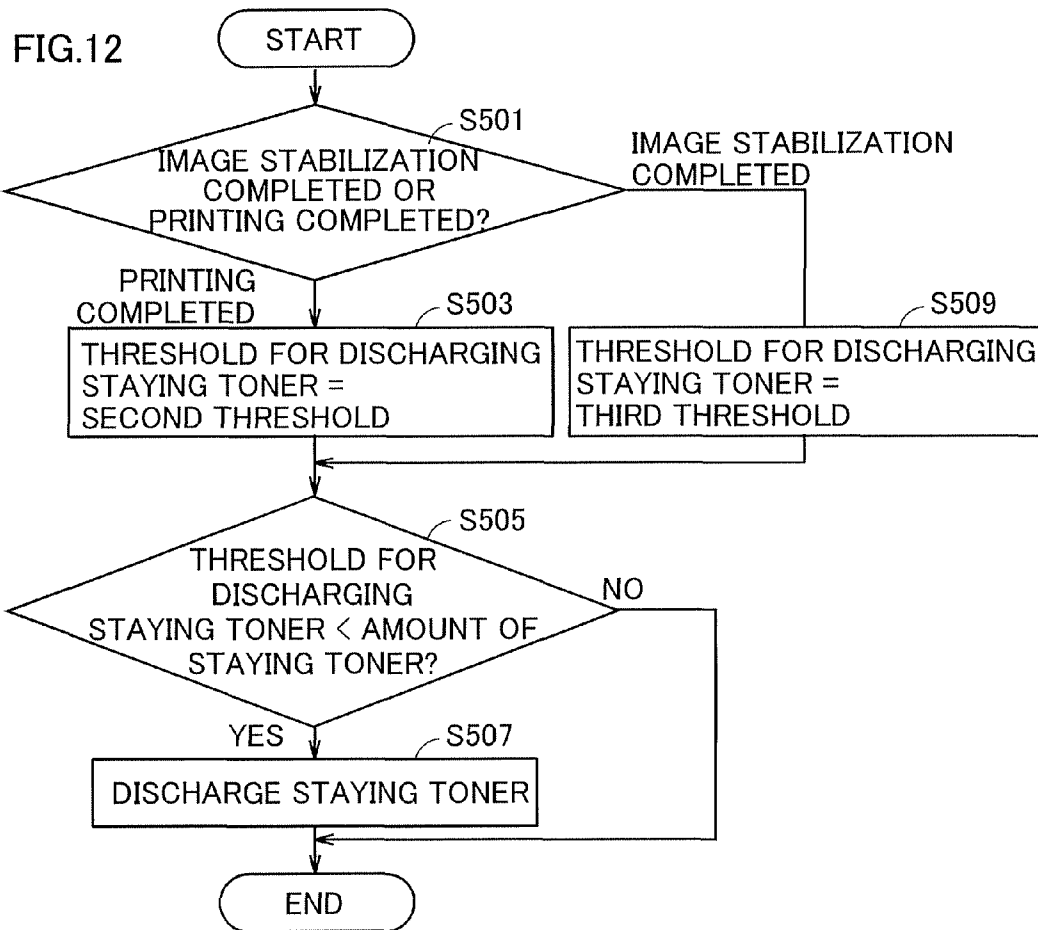 FIG.12
START
S501
IMAGE STABILIZATION
COMPLETED OR
PRINTING COMPLETED?
IMAGE STABILIZATION
COMPLETED
PRINTING
COMPLETED
S503
THRESHOLD FOR DISCHARGING
STAYING TONER =
SECOND THRESHOLD
S509
THRESHOLD FOR DISCHARGING
STAYING TONER =
THIRD THRESHOLD
S505
THRESHOLD FOR
DISCHARGING
STAYING TONER < AMOUNT OF
STAYING TONER?
NO
YES
S507
DISCHARGE STAYING TONER
END